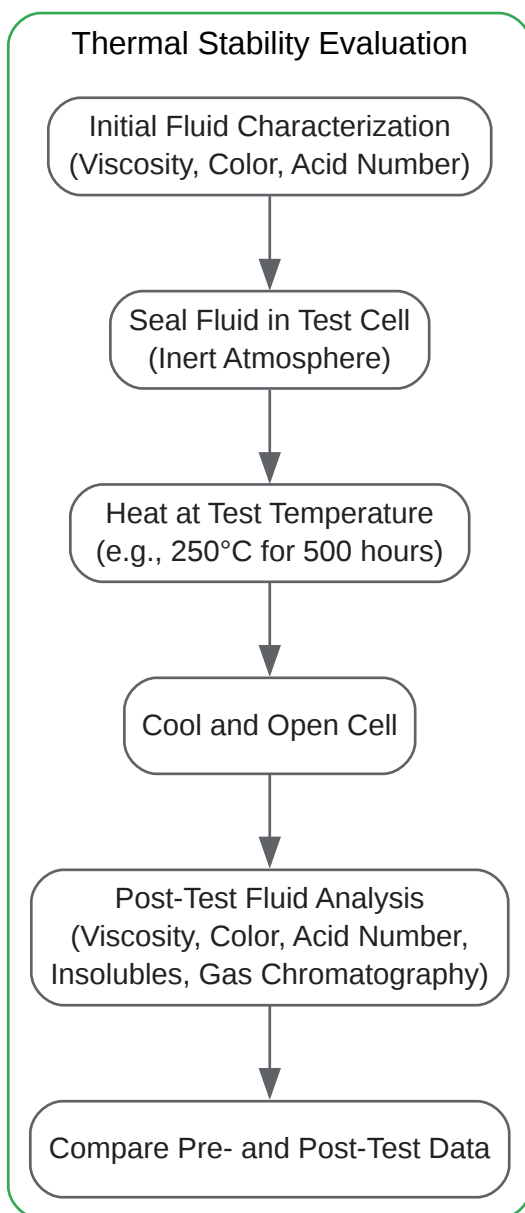 Thermal Stability Evaluation
Initial Fluid Characterization
(Viscosity, Color, Acid Number)
Seal Fluid in Test Cell
(Inert Atmosphere)
Heat at Test Temperature
(e.g., 250°C for 500 hours)
Cool and Open Cell
Post-Test Fluid Analysis
(Viscosity, Color, Acid Number,
Insolubles, Gas Chromatography)
Compare Pre- and Post-Test Data